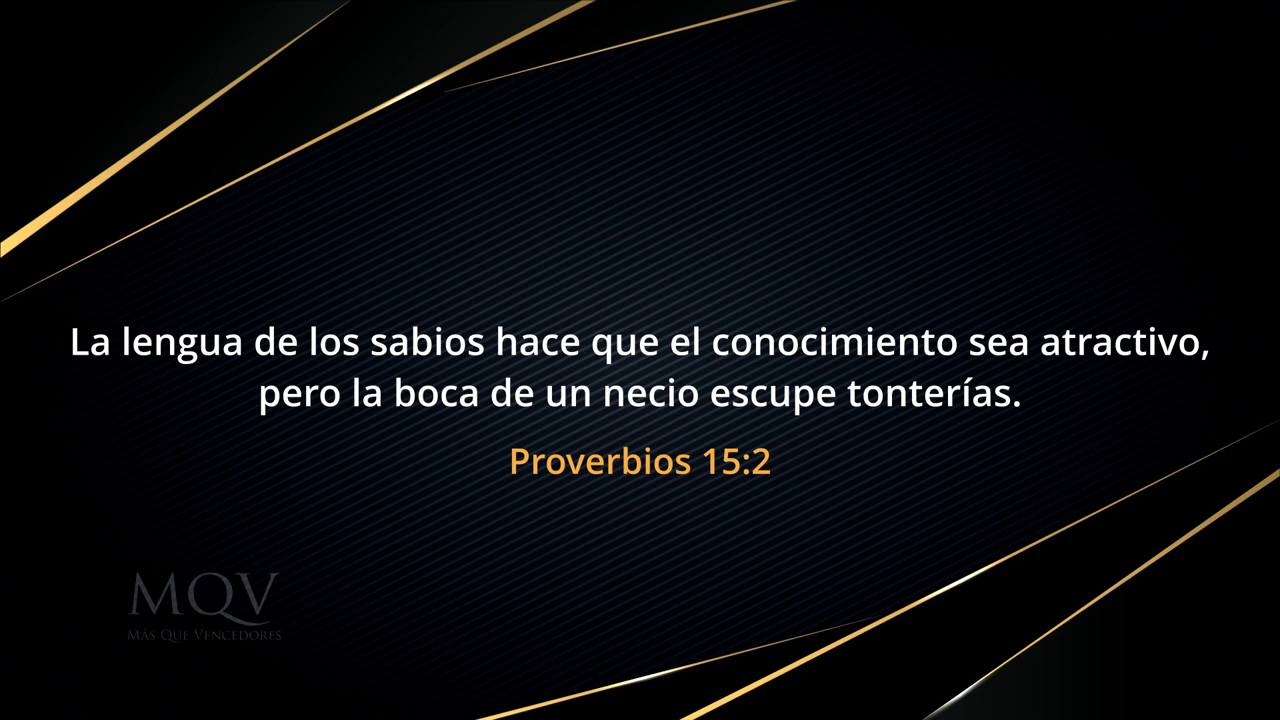 La lengua de los sabios hace que el conocimiento sea atractivo,
pero la boca de un necio escupe tonterías.
Proverbios 15:2
MQV
MÁS QUE VENCEDORES